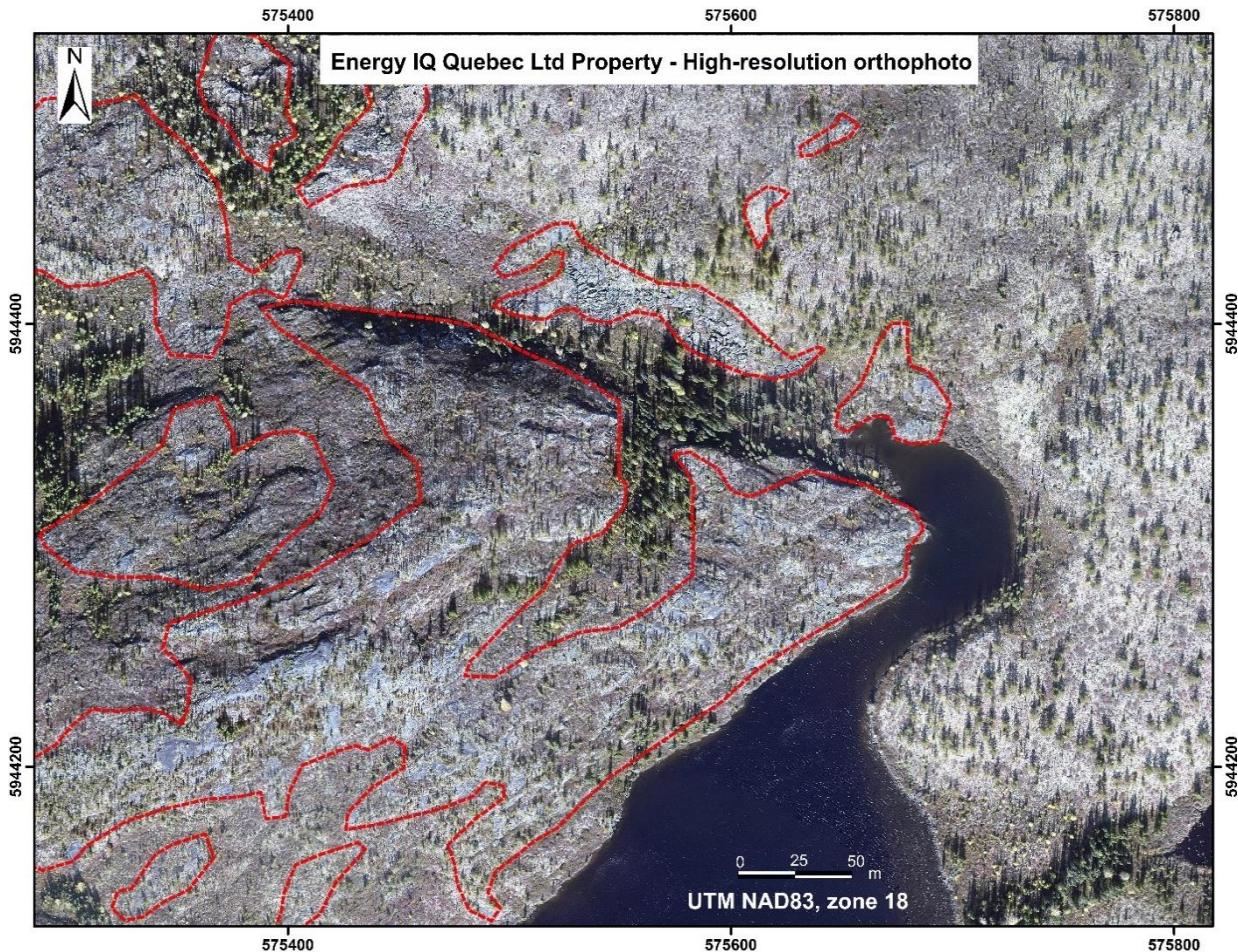 575400 575600 575800
N
Energy IQ Quebec Ltd Property - High-resolution orthophoto
5944400 5944400
5944200 5944200
0 25 50
m
UTM NAD83, zone 18
575400 575600 575800